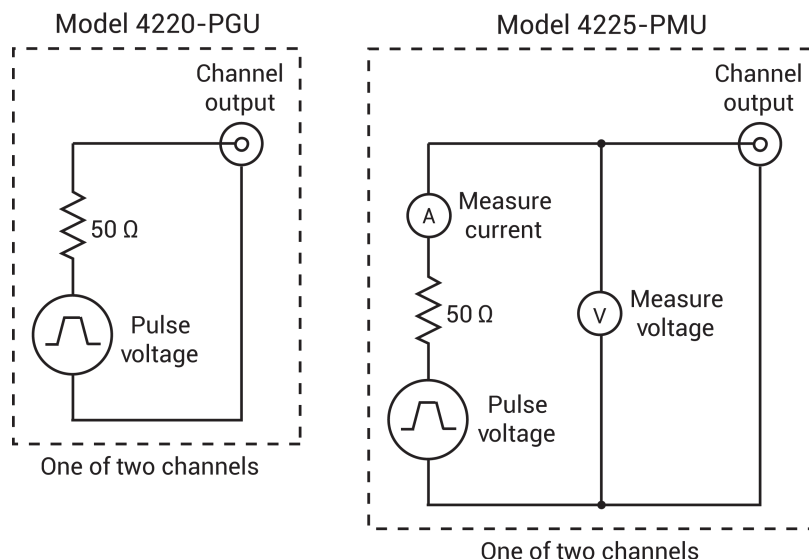 Model 4220-PGU
Channel
output
50 Ω
Pulse
voltage
One of two channels
Model 4225-PMU
Channel
output
A
Measure
current
50 Ω
V
Measure
voltage
Pulse
voltage
One of two channels